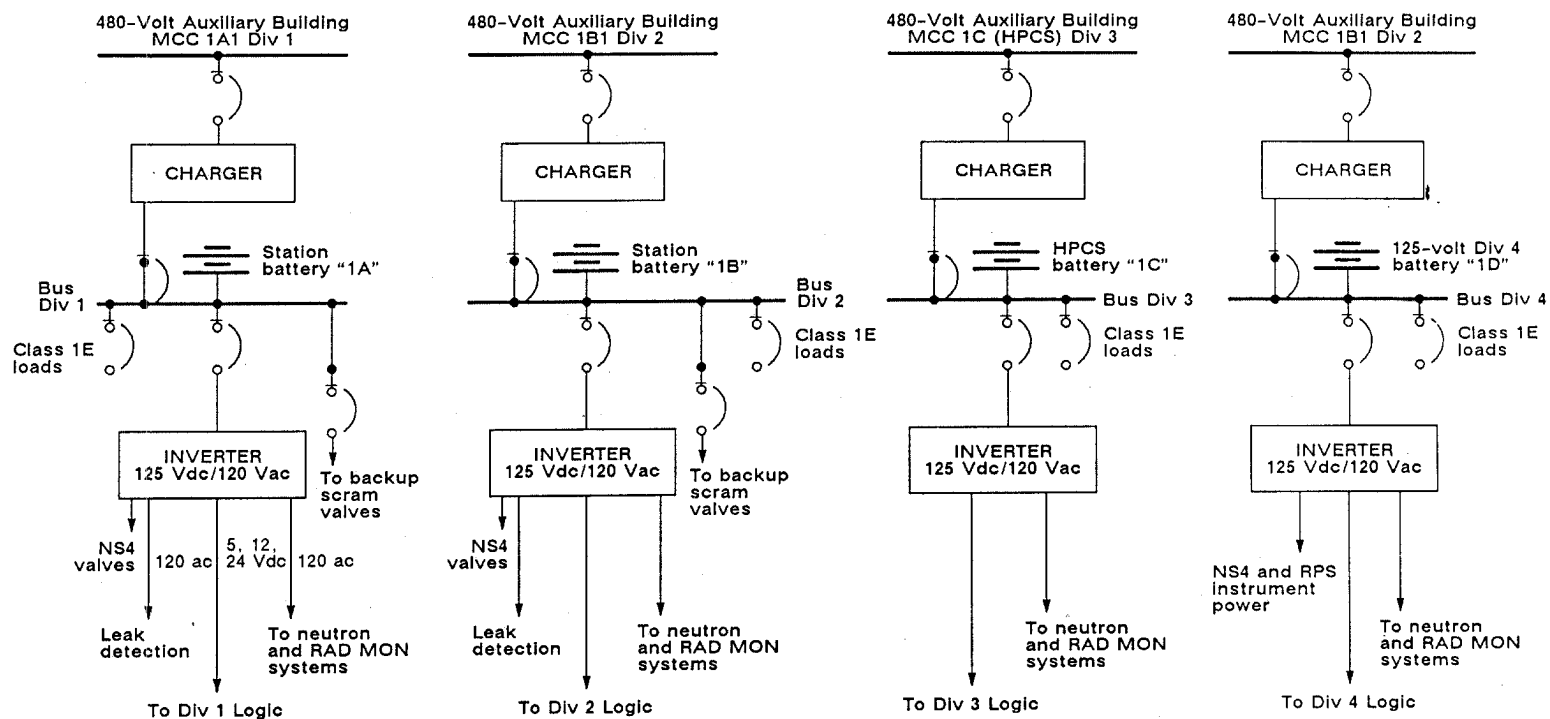 480-Volt Auxiliary Building
MCC 1A1 Div 1
CHARGER
Station
battery "1A"
Bus
Div 1
Class 1E
loads
INVERTER
125 Vdc/120 Vac
To backup
scram
valves
NS4
valves
120 ac
5, 12,
24 Vdc
120 ac
Leak
detection
To neutron
and RAD MON
systems
To Div 1 Logic
480-Volt Auxiliary Building
MCC 1B1 Div 2
CHARGER
Station
battery "1B"
Bus
Div 2
Class 1E
loads
INVERTER
125 Vdc/120 Vac
To backup
scram
valves
NS4
valves
Leak
detection
To neutron
and RAD MON
systems
To Div 2 Logic
480-Volt Auxiliary Building
MCC 1C (HPCS) Div 3
CHARGER
HPCS
battery "1C"
Bus Div 3
Class 1E
loads
INVERTER
125 Vdc/120 Vac
To neutron
and RAD MON
systems
To Div 3 Logic
480-Volt Auxiliary Building
MCC 1B1 Div 2
CHARGER
125-volt Div 4
battery "1D"
Bus Div 4
Class 1E
loads
INVERTER
125 Vdc/120 Vac
NS4 and RPS
instrument
power
To neutron
and RAD MON
systems
To Div 4 Logic